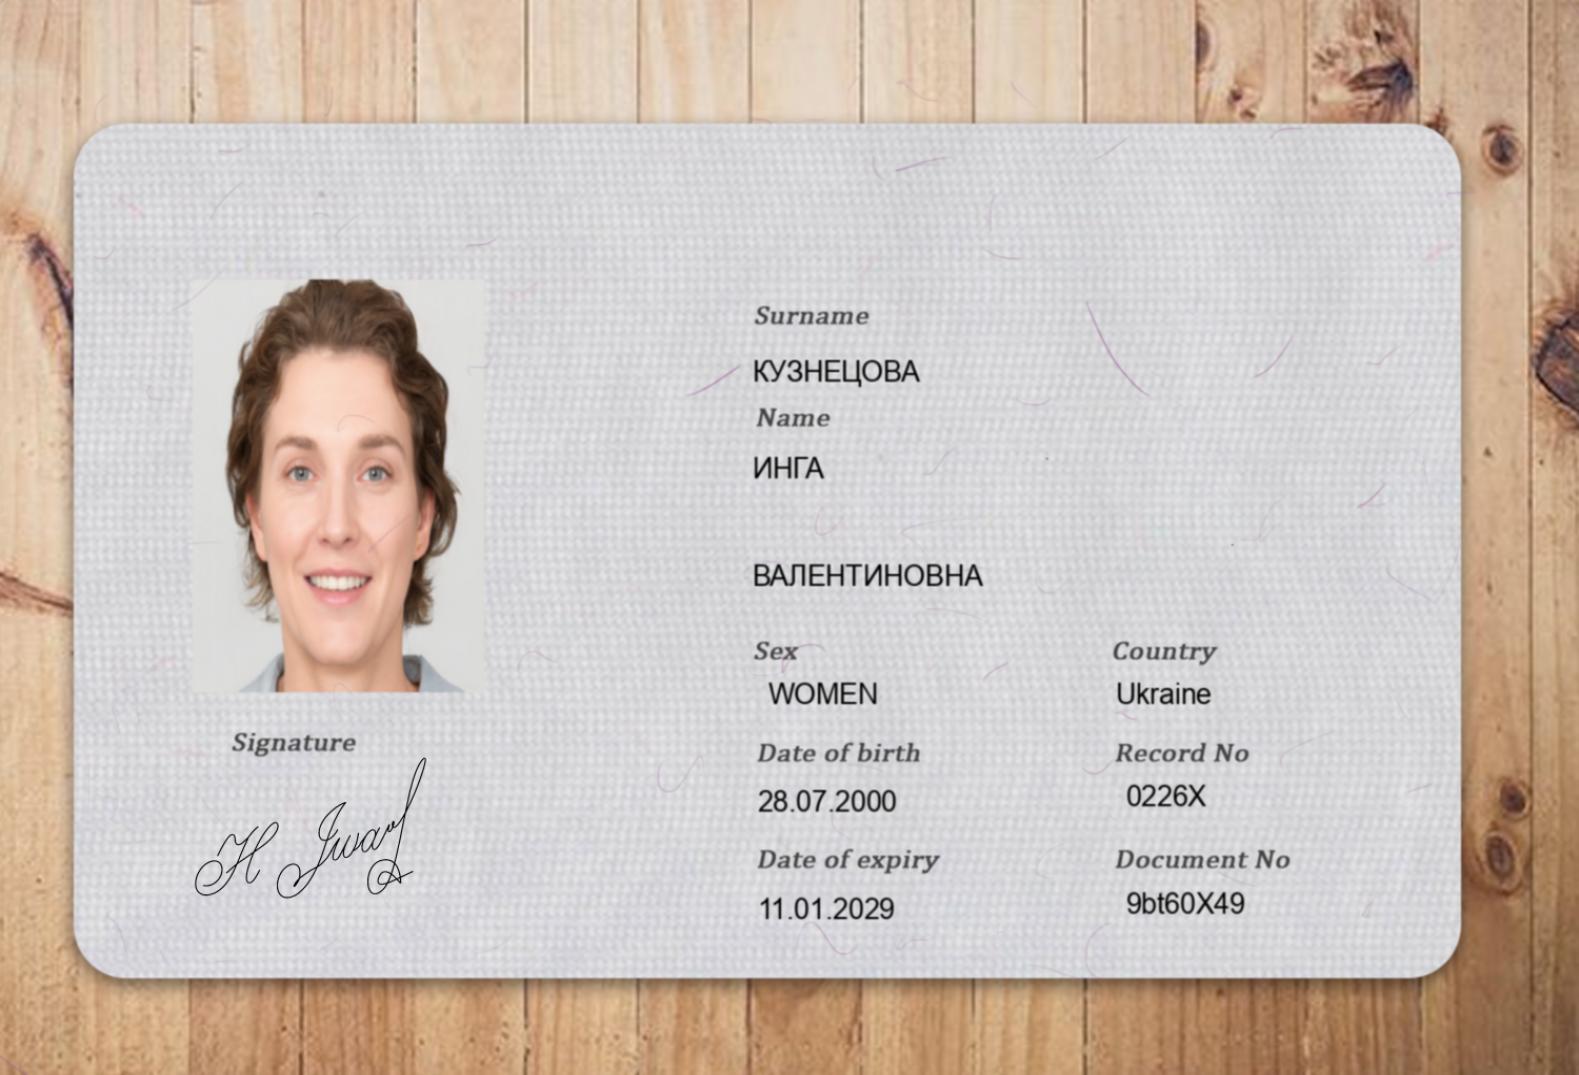 Surname
КУЗНЕЦОВА
Name
ИНГА
ВАЛЕНТИНОВНА
Sex
WOMEN
Country
Ukraine
Date of birth
28.07.2000
Record No
0226X
Date of expiry
11.01.2029
Document No
9bt60X49
Signature